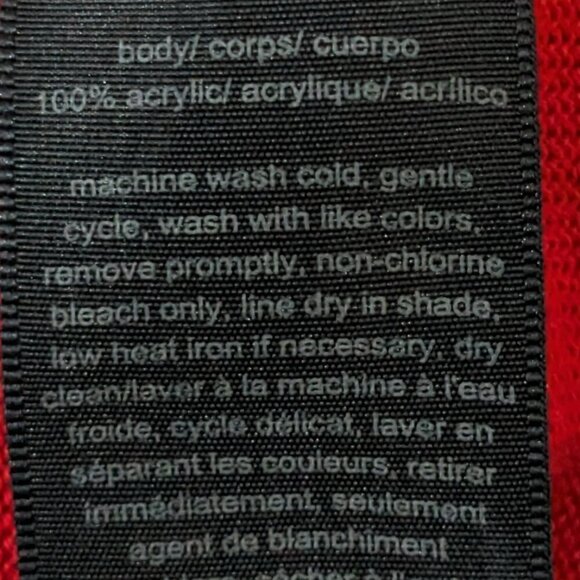 body/ corps/ cuerpo
100% acrylic/ acrylique/ acrílico
machine wash cold, gentle
cycle, wash with like colors,
remove promptly, non-chlorine
bleach only, line dry in shade,
low heat iron if necessary, dry
clean/laver à la machine à l'eau
froide, cycle délicat, laver en
séparant les couleurs, retirer
immédiatement, seulement
agent de blanchiment
sécher à l'